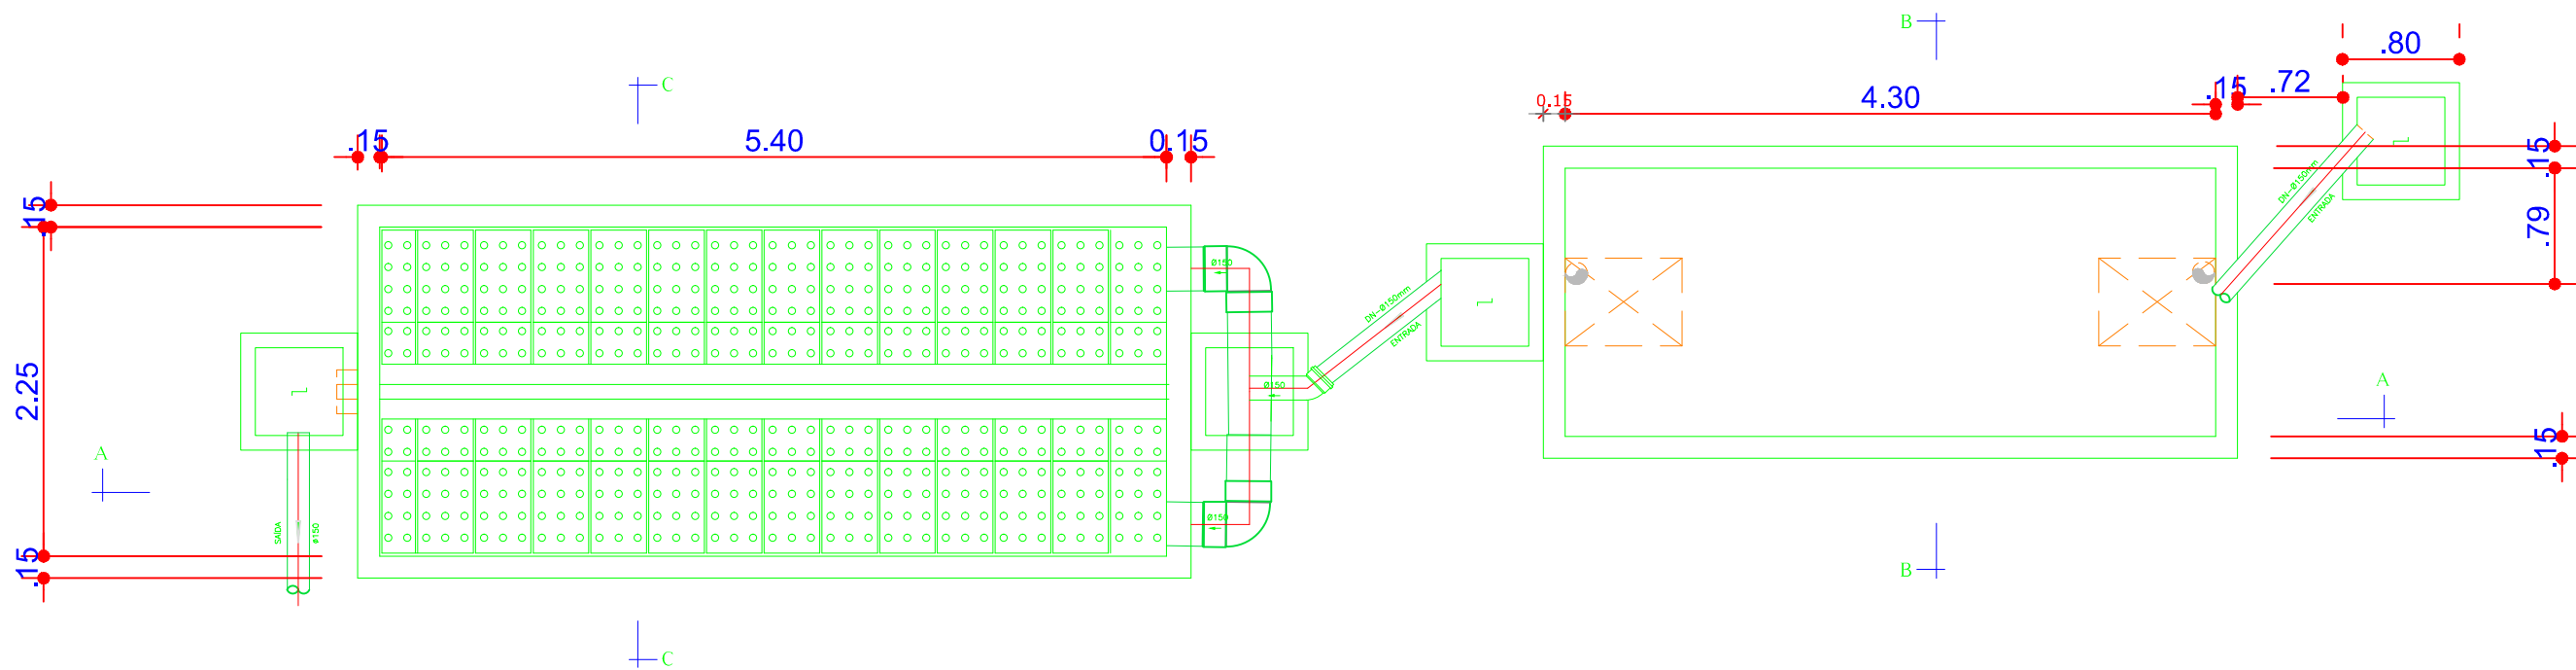 B
.80
C
0.15
4.30
.15
.72
.15
5.40
0.15
.15
DN-Ø150mm
ENTRADA
.15
.79
Ø150
DN-Ø150mm
ENTRADA
Ø150
2.25
A
A
.15
SAÍDA
ø150
Ø150
.15
B
C